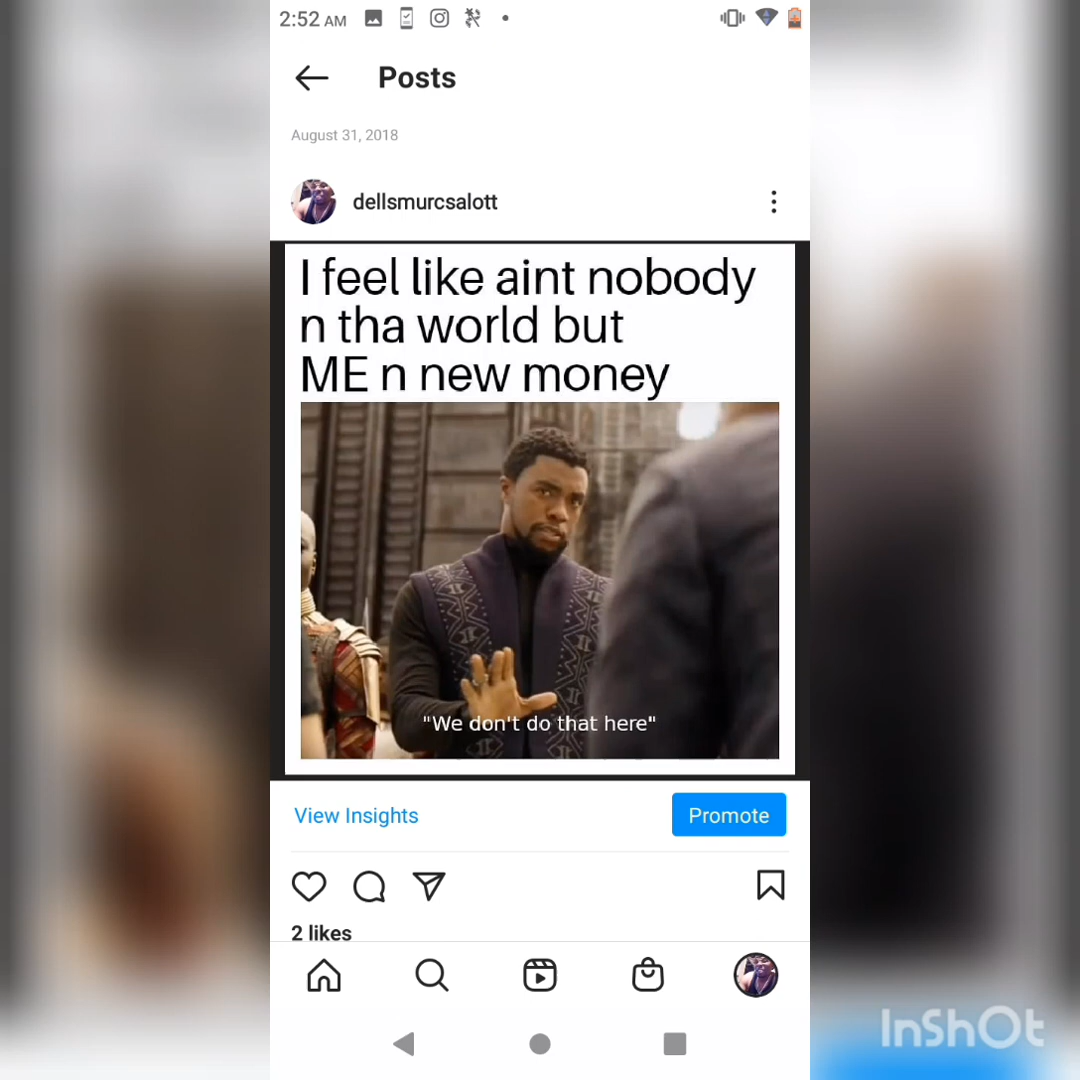 2:52 AM
Posts
August 31, 2018
dellsmurcsalott
I feel like aint nobody
n tha world but
ME n new money
"We don't do that here"
View Insights
Promote
2 likes
InShOt